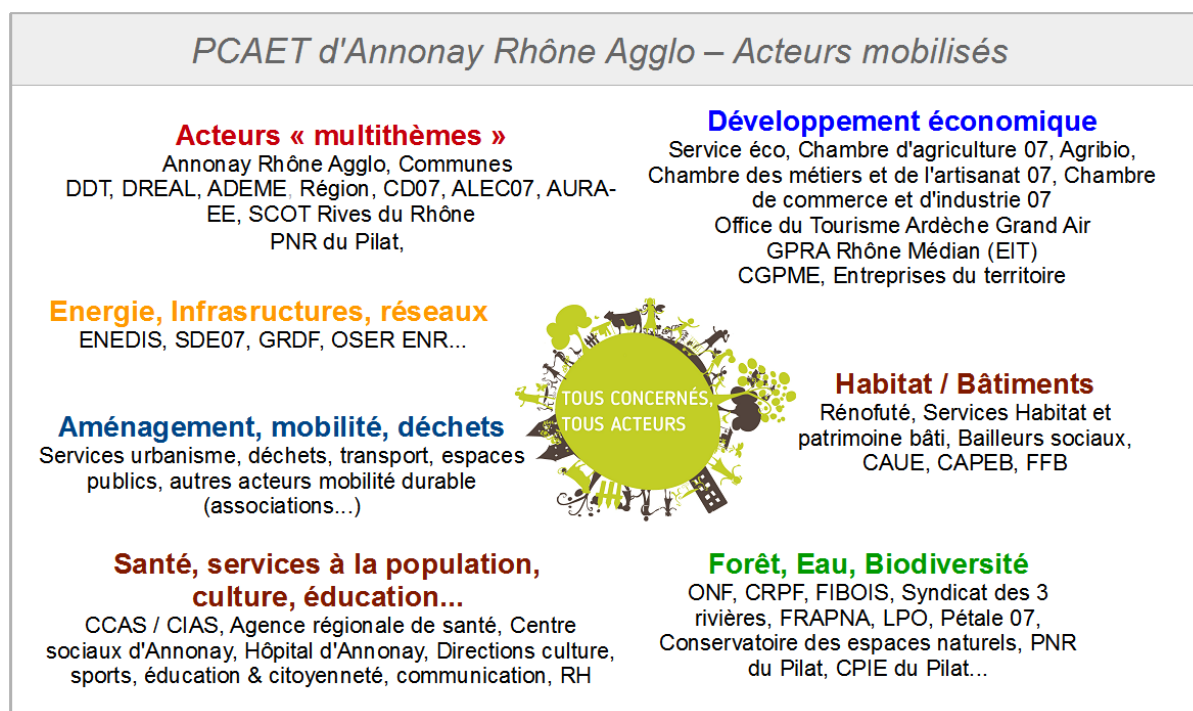 PCAET d'Annonay Rhône Agglo – Acteurs mobilisés
Acteurs « multithèmes »
Annonay Rhône Agglo, Communes
DDT, DREAL, ADEME, Région, CD07, ALEC07, AURA-
EE, SCOT Rives du Rhône
PNR du Pilat,
Développement économique
Service éco, Chambre d'agriculture 07, Agribio,
Chambre des métiers et de l'artisanat 07, Chambre
de commerce et d'industrie 07
Office du Tourisme Ardèche Grand Air
GPRA Rhône Médian (EIT)
CGPME, Entreprises du territoire
Energie, Infrasructures, réseaux
ENEDIS, SDE07, GRDF, OSER ENR...
TOUS CONCERNÉS,
TOUS ACTEURS
Habitat / Bâtiments
Rénofuté, Services Habitat et
patrimoine bâti, Bailleurs sociaux,
CAUE, CAPEB, FFB
Aménagement, mobilité, déchets
Services urbanisme, déchets, transport, espaces
publics, autres acteurs mobilité durable
(associations...)
Santé, services à la population,
culture, éducation...
CCAS / CIAS, Agence régionale de santé, Centre
sociaux d'Annonay, Hôpital d'Annonay, Directions culture,
sports, éducation & citoyenneté, communication, RH
Forêt, Eau, Biodiversité
ONF, CRPF, FIBOIS, Syndicat des 3
rivières, FRAPNA, LPO, Pétale 07,
Conservatoire des espaces naturels, PNR
du Pilat, CPIE du Pilat...